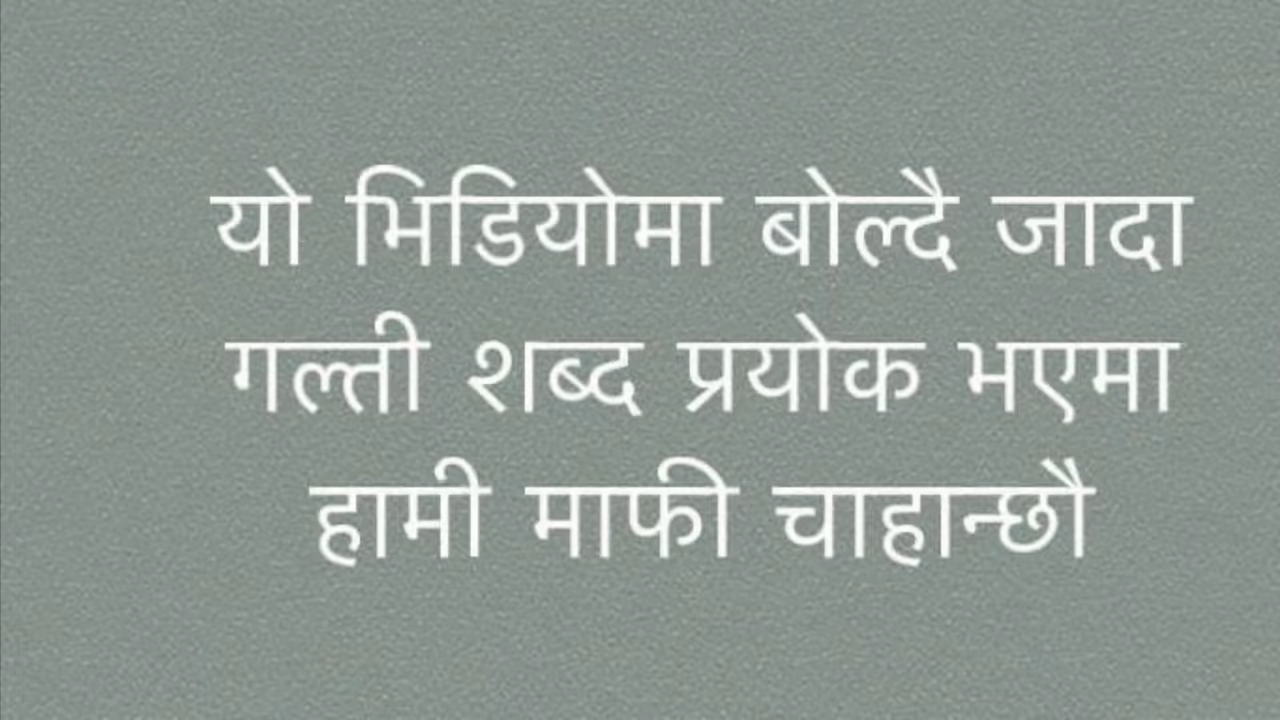 यो भिडियोमा बोल्दै जादा
गल्ती शब्द प्रयोक भएमा
हामी माफी चाहान्छौ